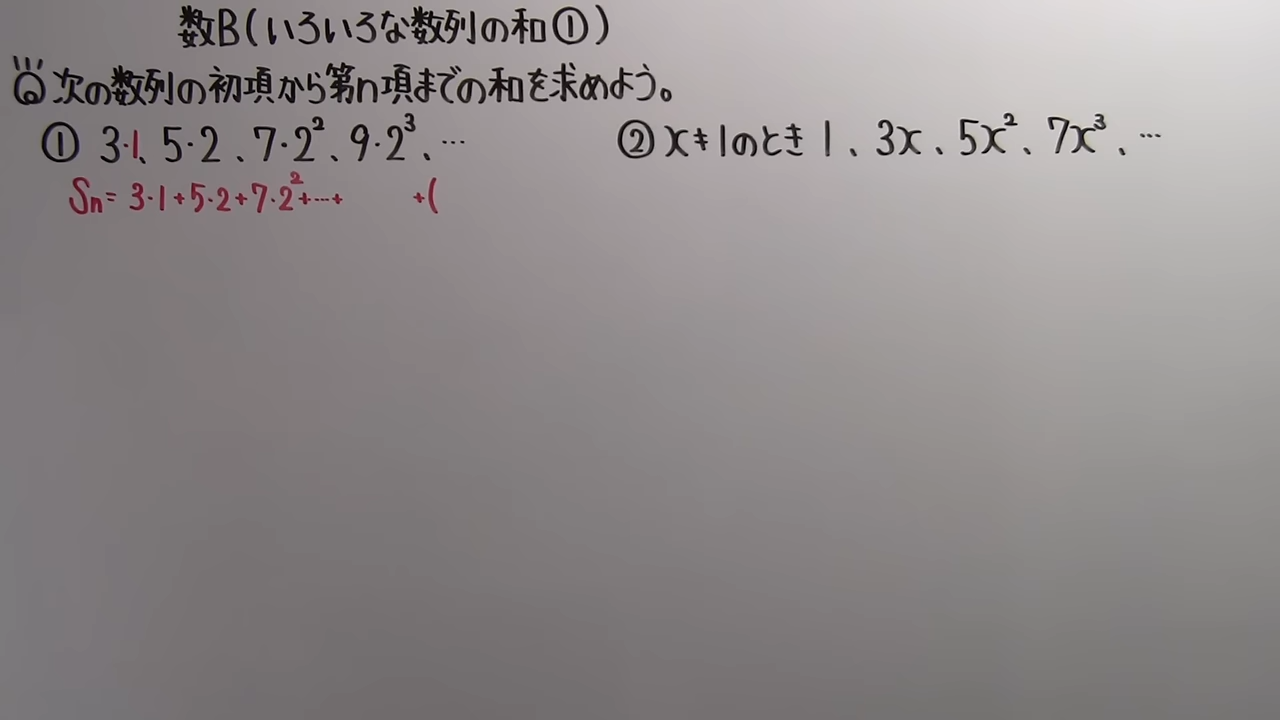 数B(いろいろな数列の和①)
Q 次の数列の初項から第n項までの和を求めよう。
① 3·1、5·2、7·2²、9·2³、…
Sn= 3·1+5·2+7·2²+…+ +(
② x≠1のとき 1、3x、5x²、7x³、…